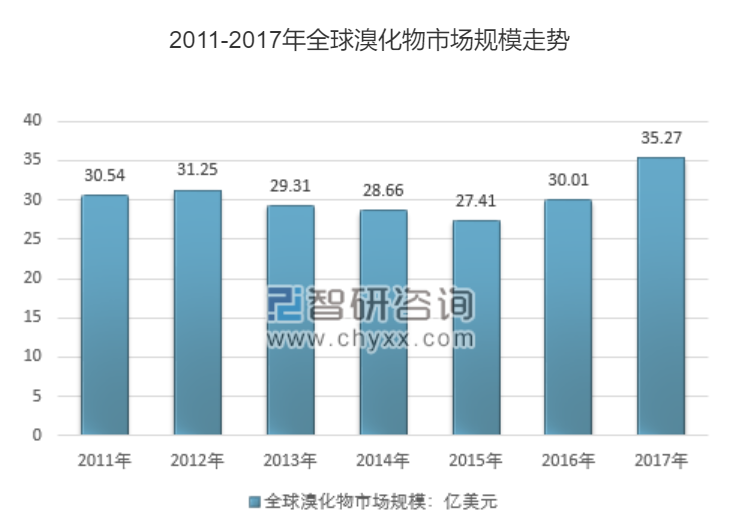 2011-2017年全球溴化物市场规模走势
40
35
30
25
20
15
10
5
0
30.54
31.25
29.31
28.66
27.41
30.01
35.27
智研咨询
www.chyxx.com
2011年
2012年
2013年
2014年
2015年
2016年
2017年
全球溴化物市场规模：亿美元